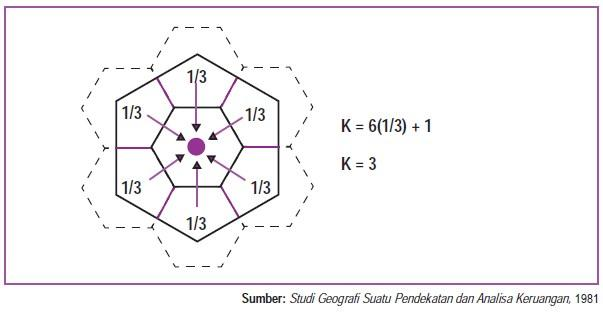 1/3
1/3
1/3
K = 6(1/3) + 1
K = 3
1/3
1/3
1/3
Sumber: Studi Geografi Suatu Pendekatan dan Analisa Keruangan, 1981